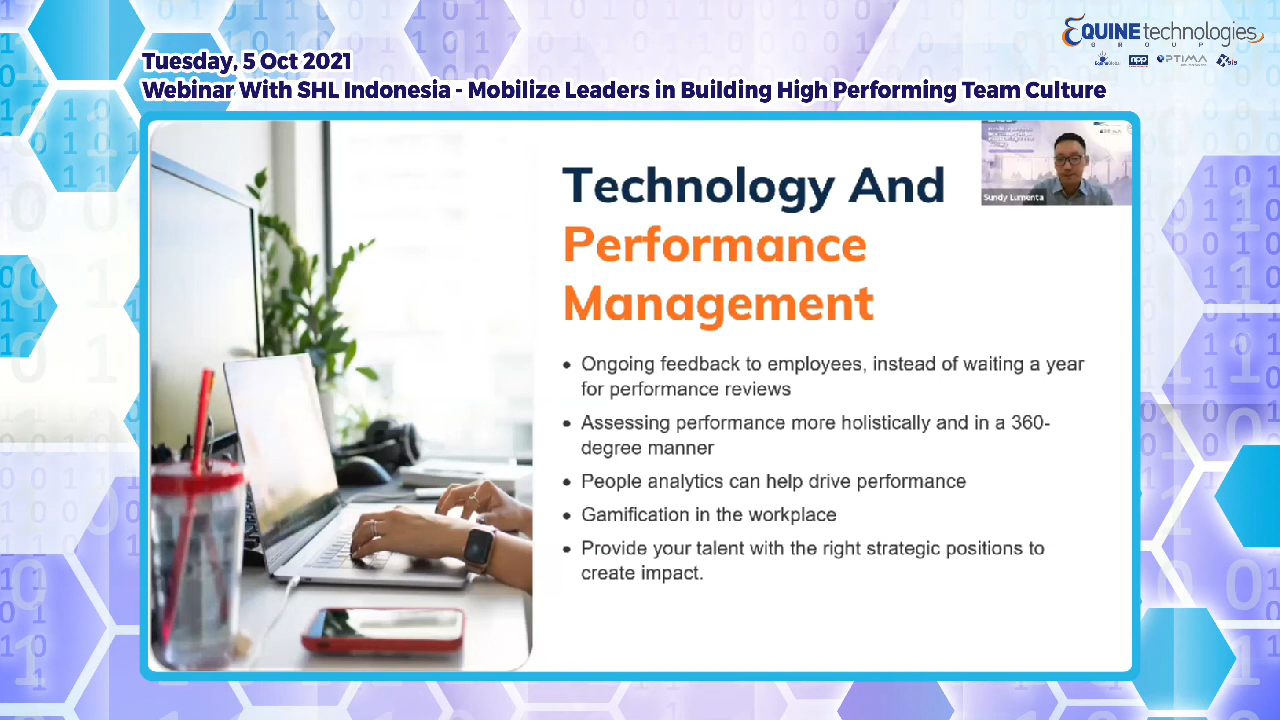 EQUINE technologies
GROUP
OPTIMA
Tuesday, 5 Oct 2021
Webinar With SHL Indonesia - Mobilize Leaders in Building High Performing Team Culture
Technology And
Performance
Management
Sundy Lumenta
• Ongoing feedback to employees, instead of waiting a year
for performance reviews
• Assessing performance more holistically and in a 360-
degree manner
• People analytics can help drive performance
• Gamification in the workplace
• Provide your talent with the right strategic positions to
create impact.